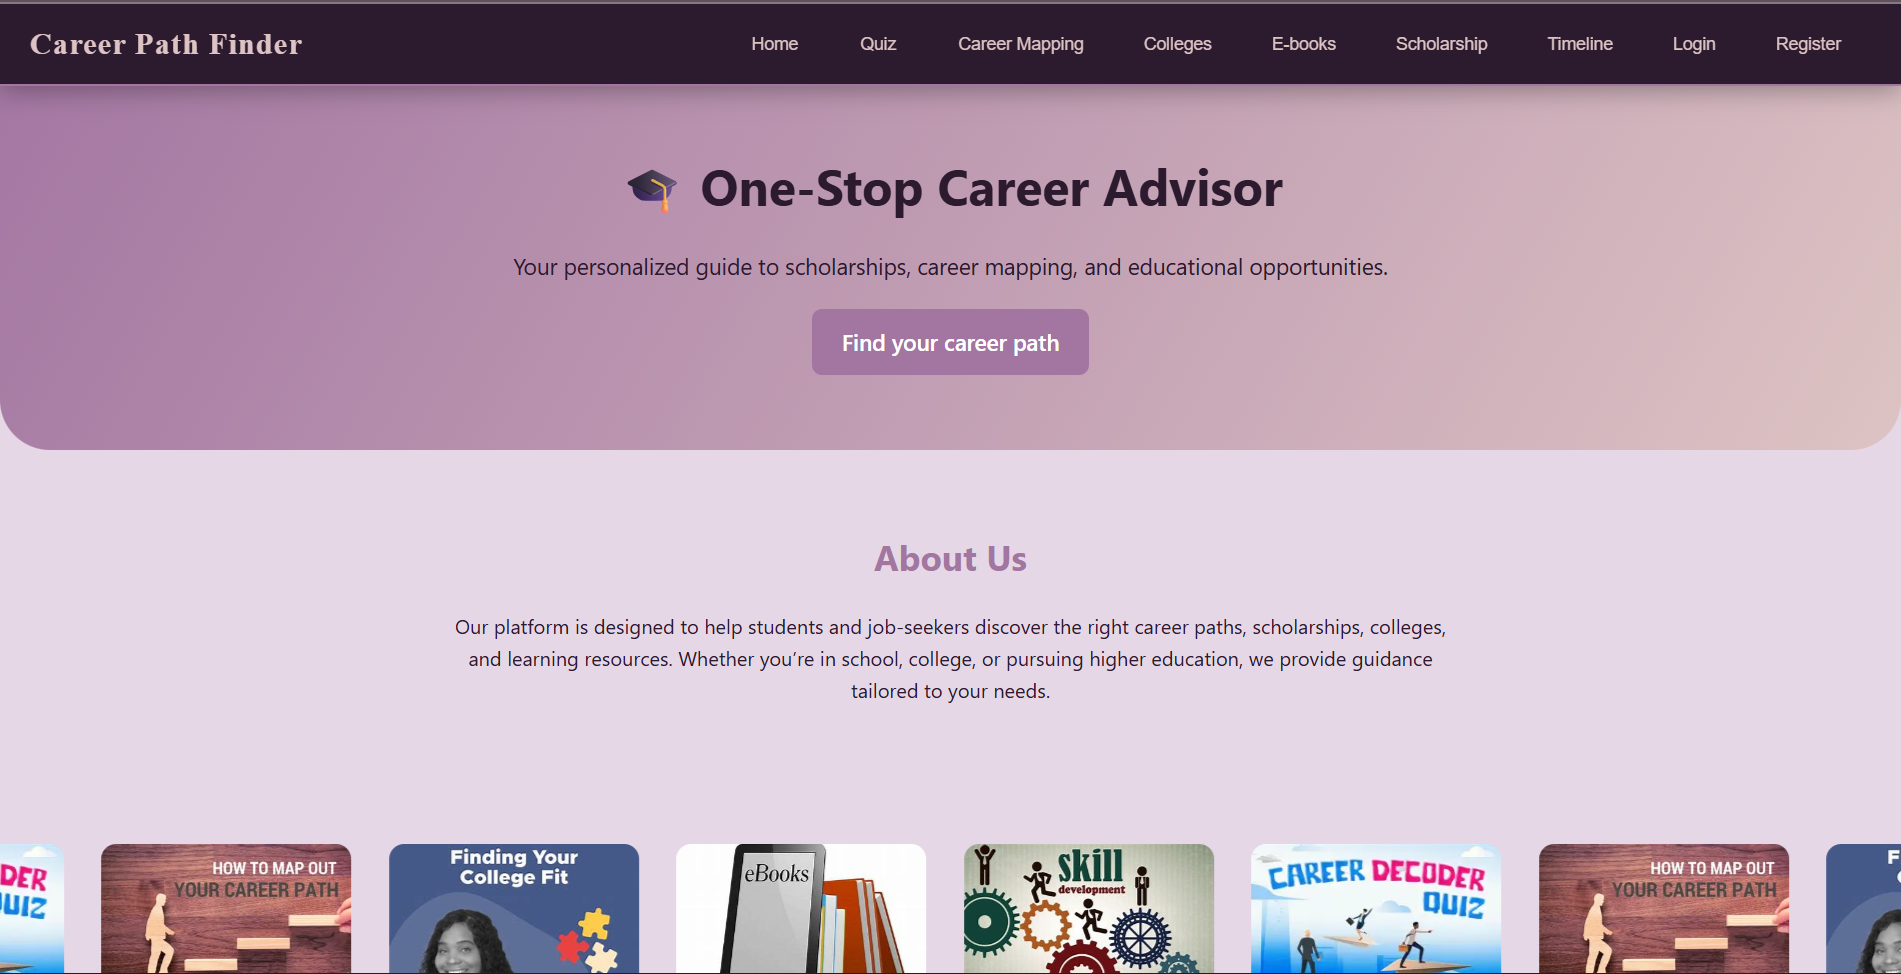 Career Path Finder
Home
Quiz
Career Mapping
Colleges
E-books
Scholarship
Timeline
Login
Register
One-Stop Career Advisor
Your personalized guide to scholarships, career mapping, and educational opportunities.
Find your career path
About Us
Our platform is designed to help students and job-seekers discover the right career paths, scholarships, colleges,
and learning resources. Whether you’re in school, college, or pursuing higher education, we provide guidance
tailored to your needs.
DER
UIZ
HOW TO MAP OUT
YOUR CAREER PATH
Finding Your
College Fit
eBooks
skill
development
CAREER DECODER
QUIZ
HOW TO MAP OUT
YOUR CAREER PATH
F